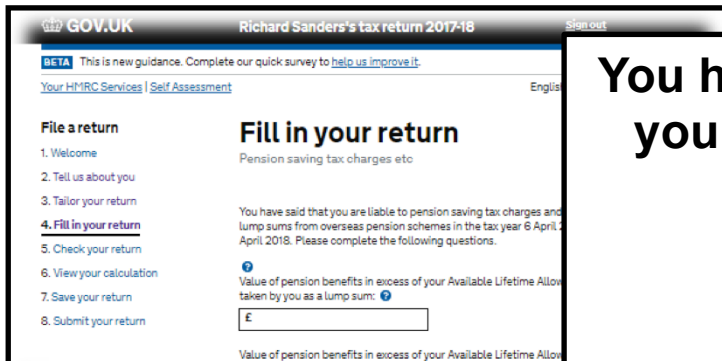 GOV.UK
Richard Sanders's tax return 2017-18
Sign out
BETA This is new guidance. Complete our quick survey to help us improve it.
Your HMRC Services | Self Assessment
English
File a return
1. Welcome
2. Tell us about you
3. Tailor your return
4. Fill in your return
5. Check your return
6. View your calculation
7. Save your return
8. Submit your return
Fill in your return
Pension saving tax charges etc
You have said that you are liable to pension saving tax charges and
lump sums from overseas pension schemes in the tax year 6 April
April 2018. Please complete the following questions.
Value of pension benefits in excess of your Available Lifetime
taken by you as a lump sum:
£
Value of pension benefits in excess of your Available Lifetime
You
you